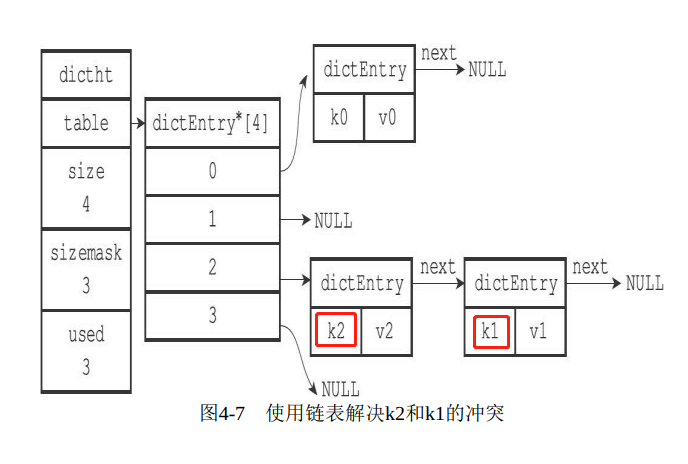 dictht
table
size
4
sizemask
3
used
3
dictEntry*[4]
0
1
2
3
dictEntry
k0 v0
next
NULL
NULL
dictEntry
k2 v2
next
dictEntry
k1 v1
next
NULL
NULL
图4-7 使用链表解决k2和k1的冲突